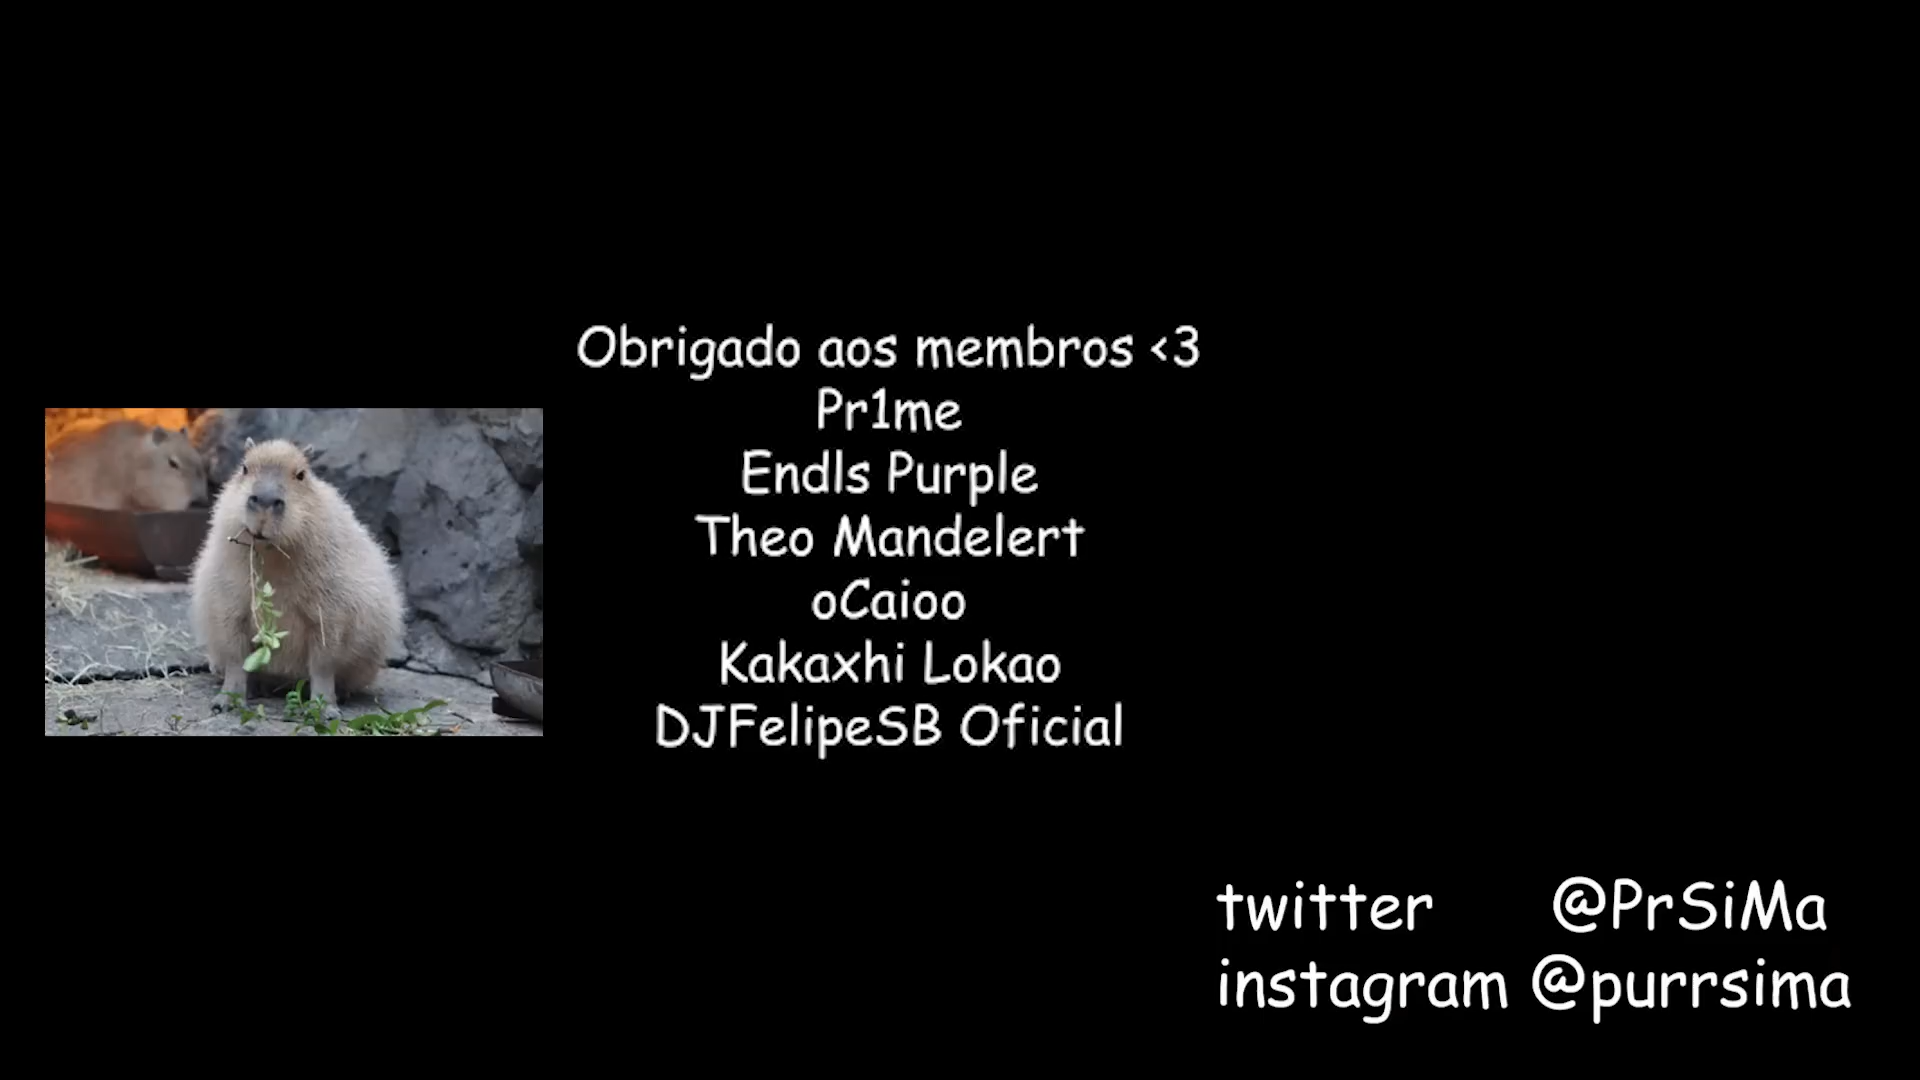 Obrigado aos membros <3
Pr1me
Endls Purple
Theo Mandelert
oCaioo
Kakaxhi Lokao
DJFelipeSB Oficial
twitter @PrSiMa
instagram @purrsima